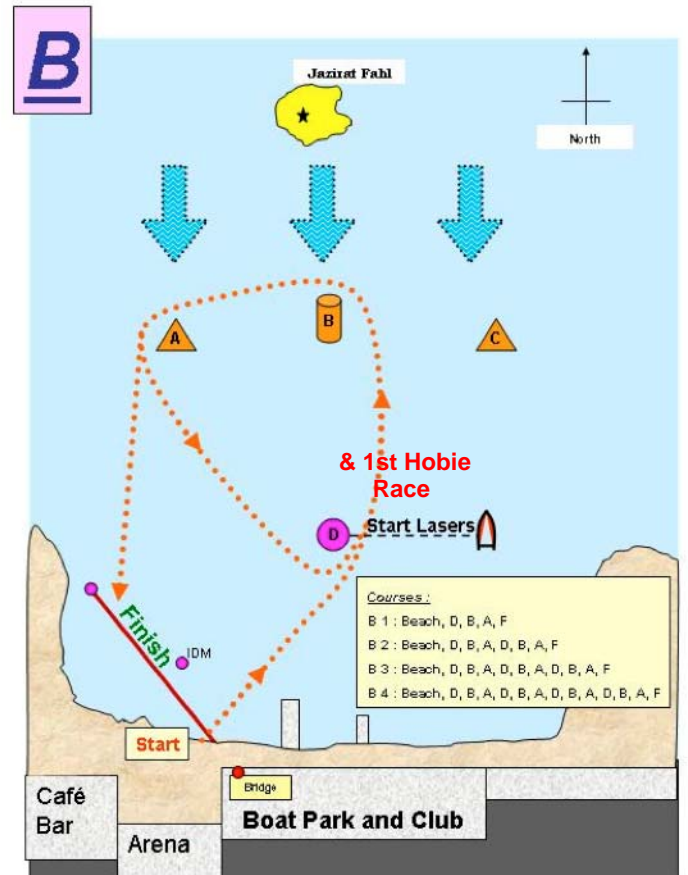 B
Jazirat Fahl
North
B
A
C
& 1st Hobie
Race
D
Start Lasers
Courses :
B 1 : Beach, D, B, A, F
B 2 : Beach, D, B, A, D, B, A, F
B 3 : Beach, D, B, A, D, B, A, D, B, A, F
B 4 : Beach, D, B, A, D, B, A, D, B, A, D, B, A, F
Finish
IDM
Start
Bridge
Café
Bar
Boat Park and Club
Arena